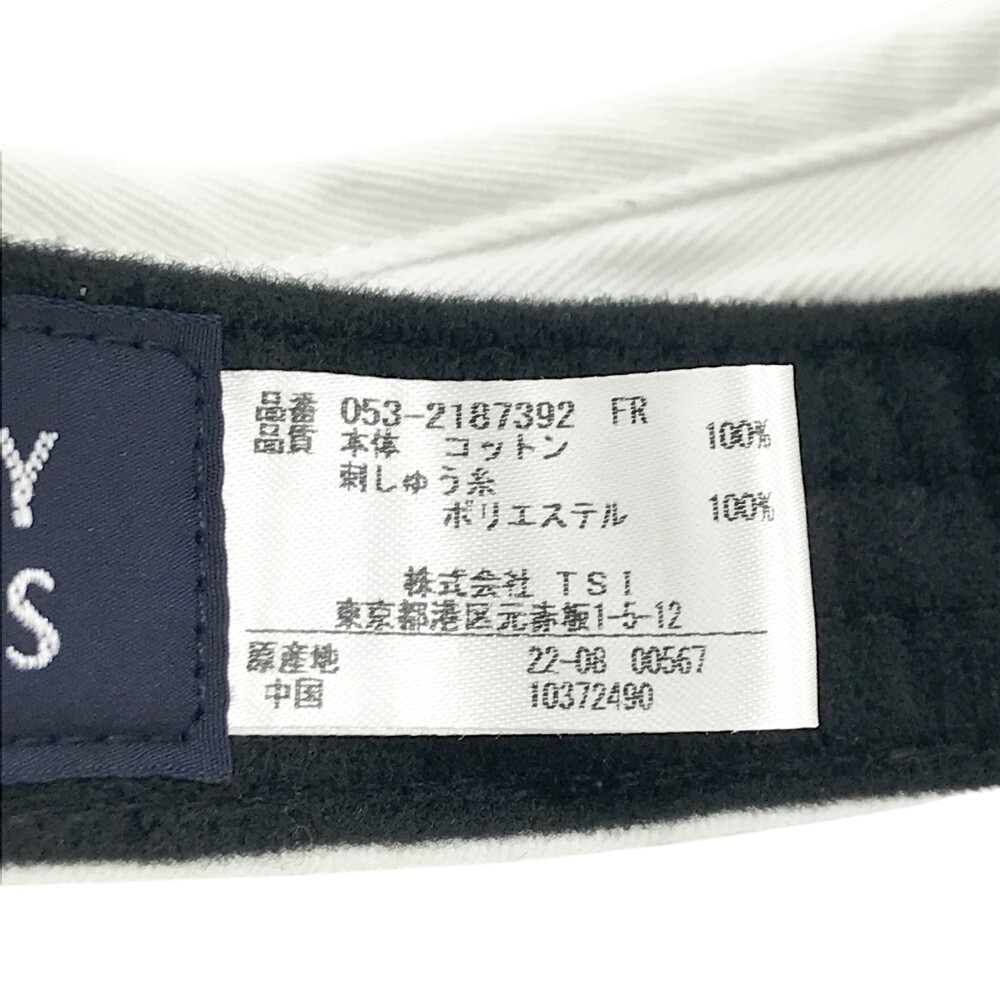 Y
S
品番 053-2187392 FR
品質 本体 コットン 100%
刺しゅう糸
ポリエステル 100%
株式会社 TSI
東京都港区元赤坂1-5-12
原産地 22-08 00567
中国 10372490